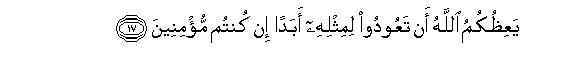 يَعِظُكُمُ ٱللَّهُ أَن تَعُودُوا۟ لِمِثْلِهِۦٓ أَبَدًا إِن كُنتُم مُّؤْمِنِينَ ۝١٧